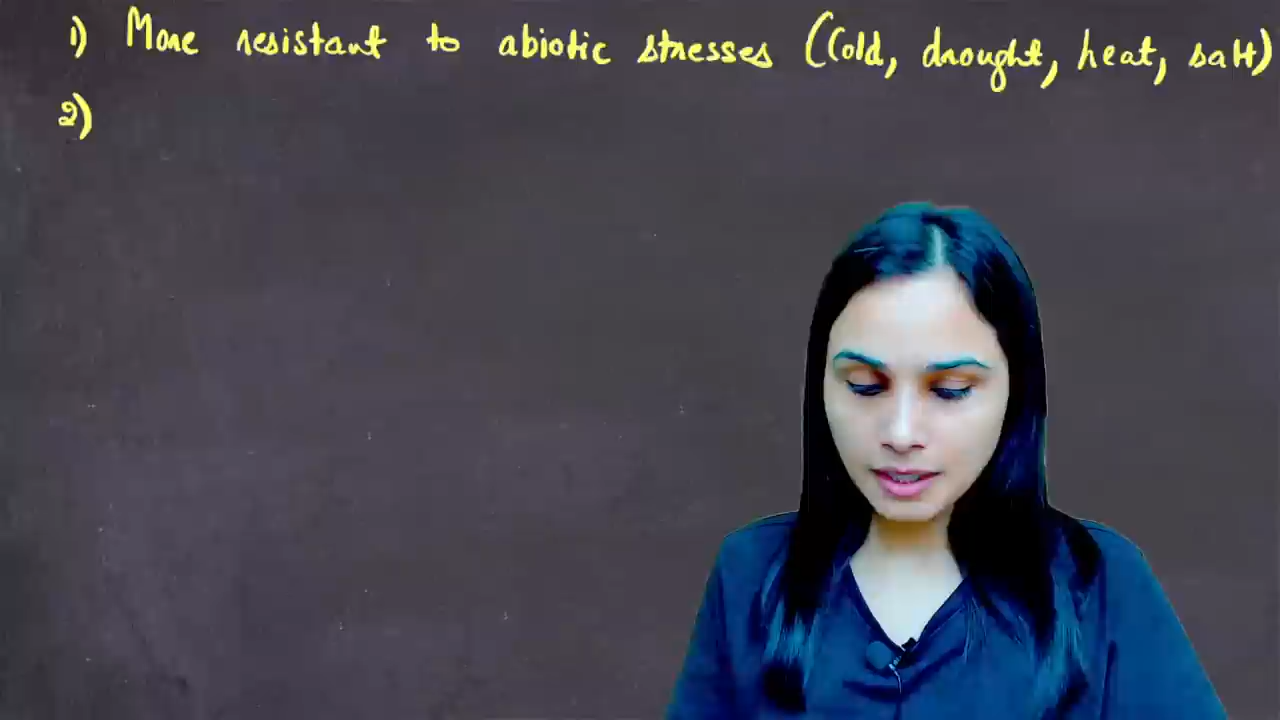 1) More resistant to abiotic stresses (Cold, drought, heat, salt)
2)